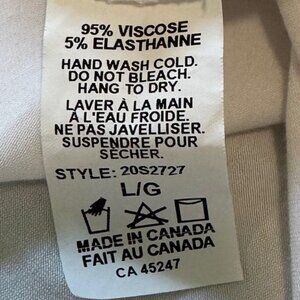 95% VISCOSE
5% ELASTHANNE
HAND WASH COLD.
DO NOT BLEACH.
HANG TO DRY.
LAVER À LA MAIN
À L'EAU FROIDE.
NE PAS JAVELLISER.
SUSPENDRE POUR
SÉCHER.
STYLE: 20S2727
L/G
MADE IN CANADA
FAIT AU CANADA
CA 45247